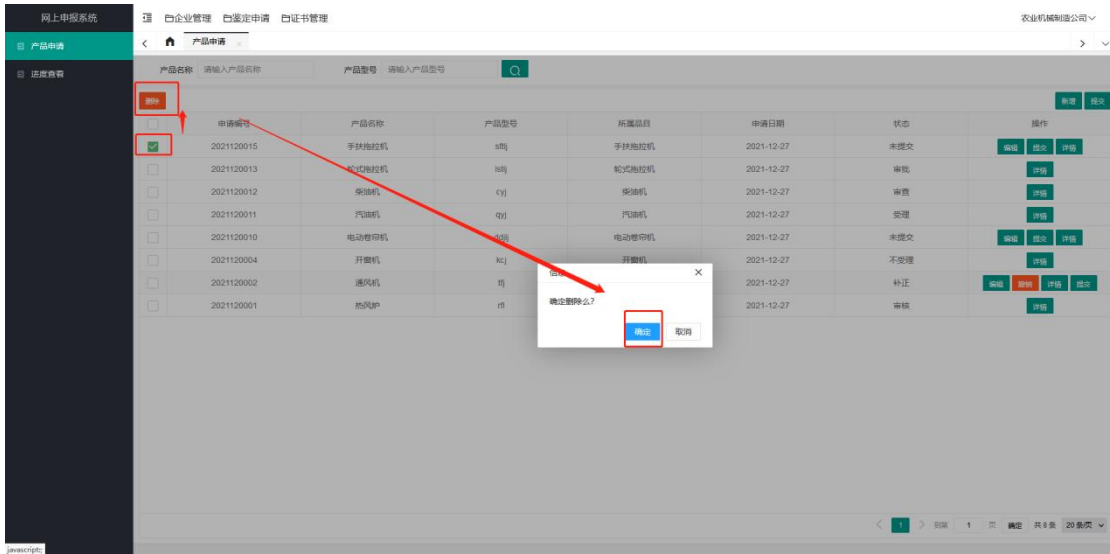 网上申报系统 企业管理 鉴定申请 证书管理 农业机械制造公司
产品申请 产品申请
进度查看 产品名称 请输入产品名称 产品型号 请输入产品型号
删除 新增 提交
申请编号 产品名称 产品型号 所属品目 申请日期 状态 操作
2021120015 手扶拖拉机 sftlj 手扶拖拉机 2021-12-27 未提交 编辑 提交 详情
2021120013 轮式拖拉机 lstlj 轮式拖拉机 2021-12-27 审批 详情
2021120012 柴油机 cyj 柴油机 2021-12-27 审查 详情
2021120011 汽油机 qyj 汽油机 2021-12-27 受理 详情
2021120010 电动卷帘机 电动卷帘机 2021-12-27 未提交 编辑 提交 详情
2021120004 开窗机 kcj 开窗机 2021-12-27 不受理 详情
2021120002 通风机 tfj 2021-12-27 补正 编辑 撤销 详情 提交
2021120001 热风炉 rfl 2021-12-27 审核 详情
确定删除么?
确定 取消
1 到第 1 页 确定 共 8 条 20 条/页
javascript:;